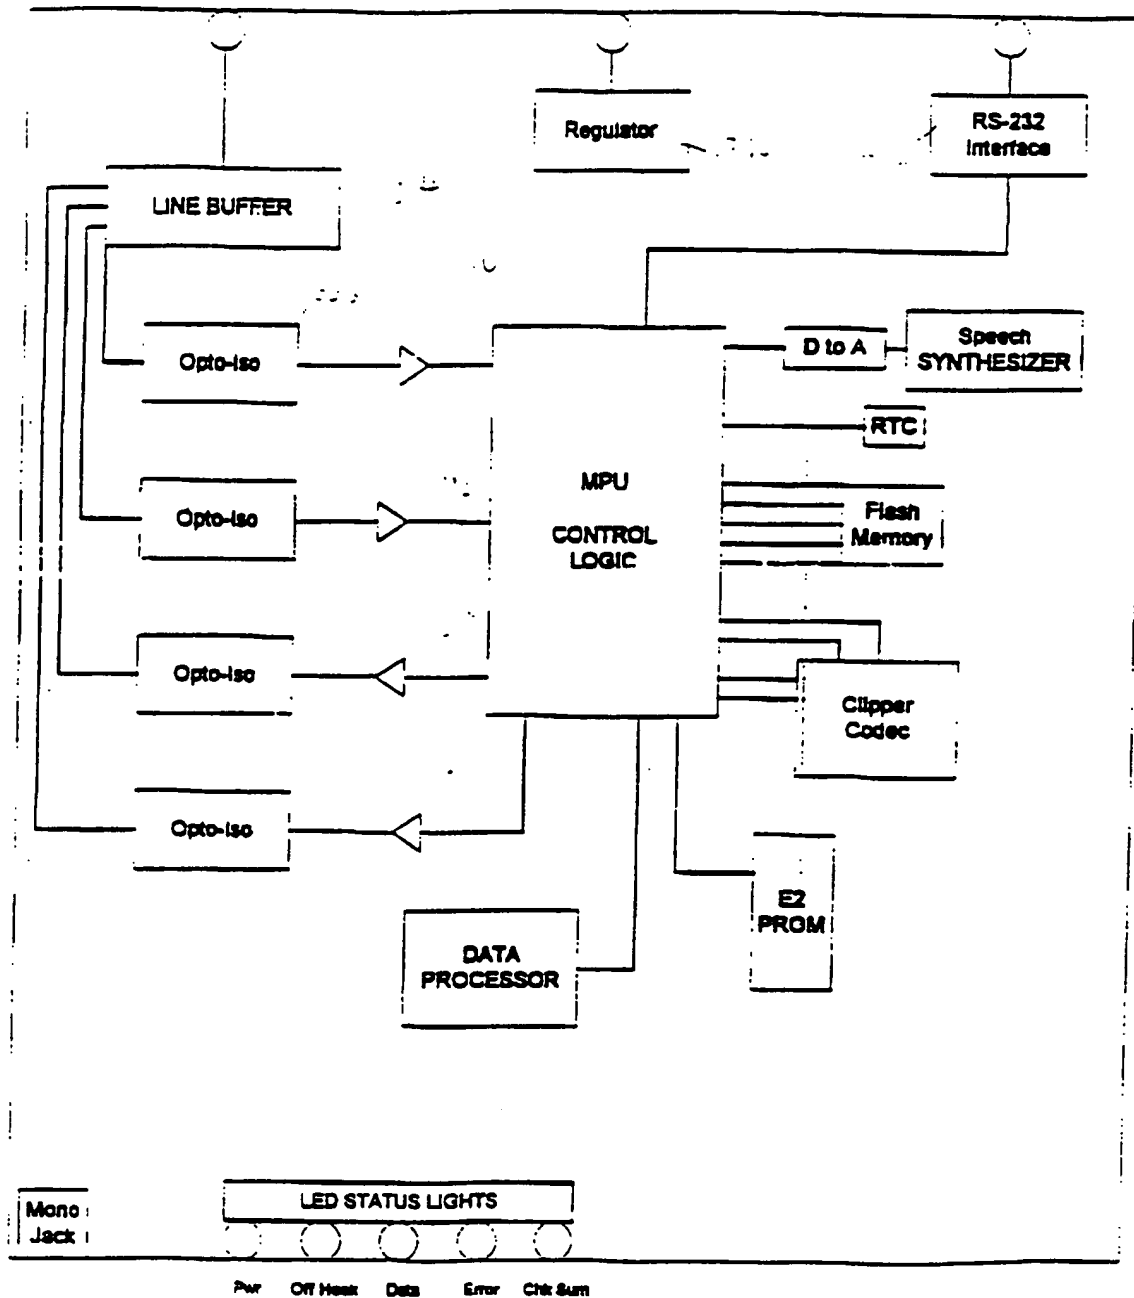 Regulator
RS-232
Interface
LINE BUFFER
Opto-Iso
D to A
Speech
SYNTHESIZER
RTC
Opto-Iso
MPU
CONTROL
LOGIC
Flash
Memory
Opto-Iso
Clipper
Codec
Opto-Iso
E2
PROM
DATA
PROCESSOR
LED STATUS LIGHTS
Mono
Jack
Pwr Off Hook Data Error Chk Sum